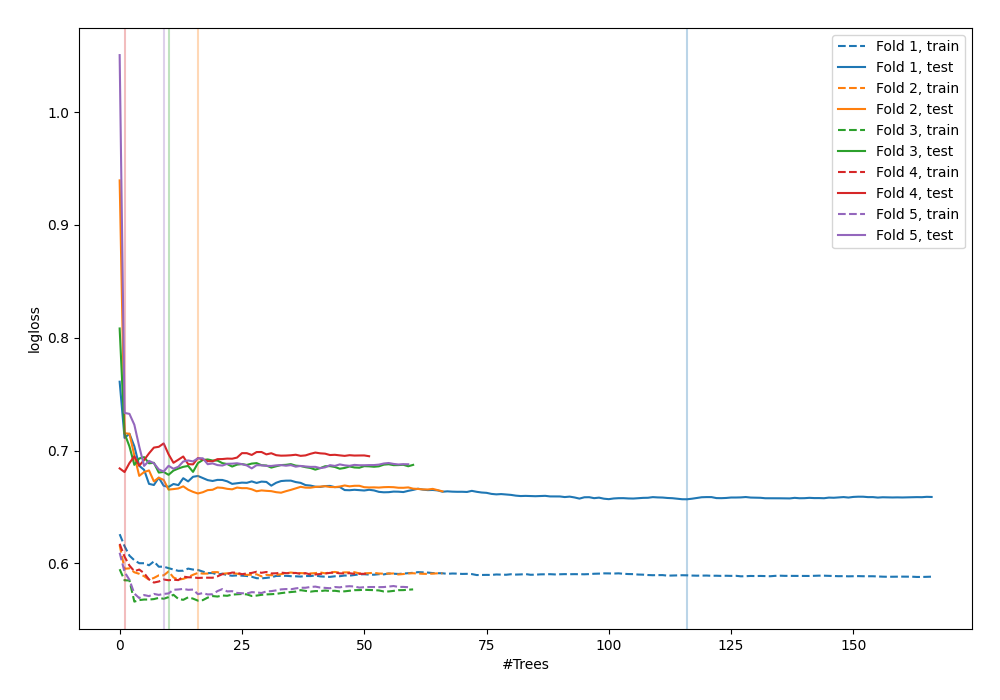 logloss
1.0
0.9
0.8
0.7
0.6
0
25
50
75
100
125
150
#Trees
Fold 1, train
Fold 1, test
Fold 2, train
Fold 2, test
Fold 3, train
Fold 3, test
Fold 4, train
Fold 4, test
Fold 5, train
Fold 5, test